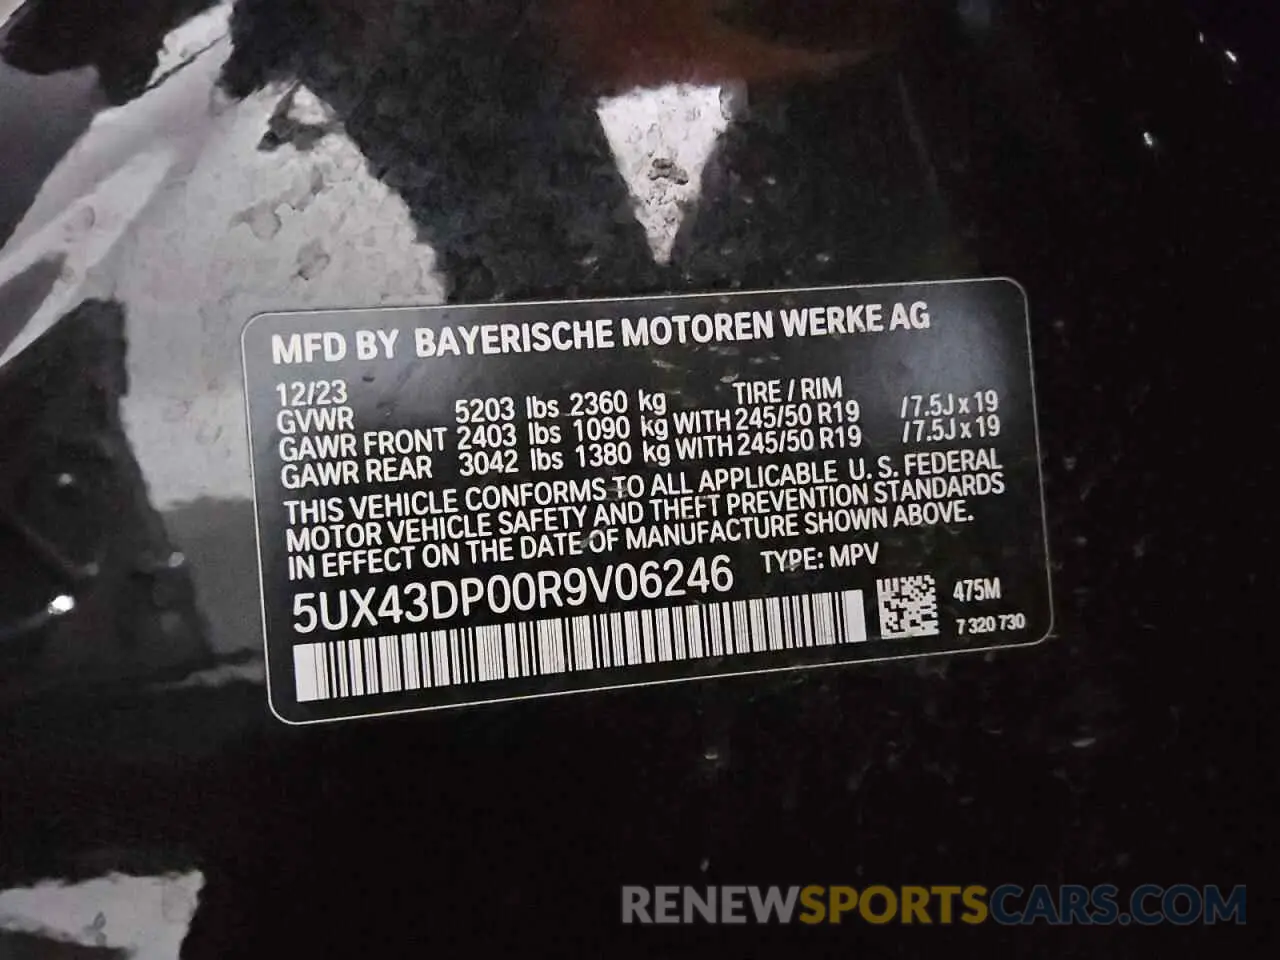 MFD BY BAYERISCHE MOTOREN WERKE AG
12/23 TIRE / RIM
GVWR 5203 lbs 2360 kg
GAWR FRONT 2403 lbs 1090 kg WITH 245/50 R19 /7.5J x 19
GAWR REAR 3042 lbs 1380 kg WITH 245/50 R19 /7.5J x 19
THIS VEHICLE CONFORMS TO ALL APPLICABLE U. S. FEDERAL
MOTOR VEHICLE SAFETY AND THEFT PREVENTION STANDARDS
IN EFFECT ON THE DATE OF MANUFACTURE SHOWN ABOVE.
5UX43DP00R9V06246 TYPE: MPV
475M
7 320 730
RENEWSPORTSCARS.COM